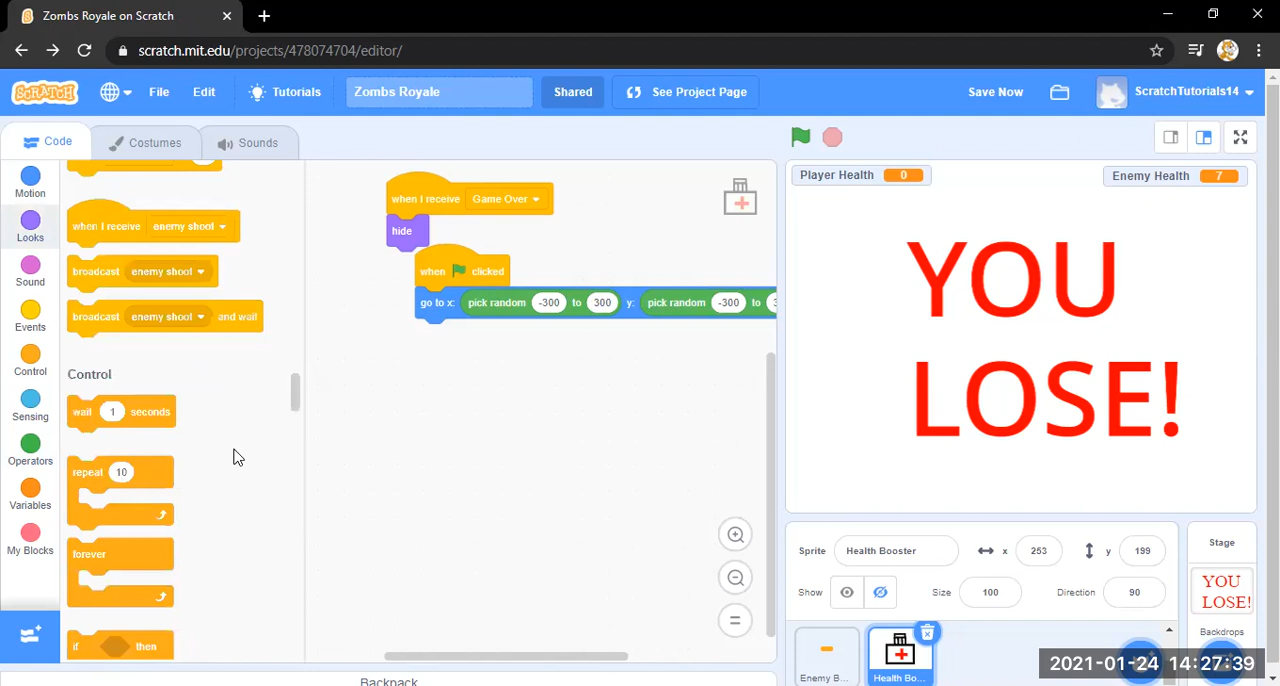 Zombs Royale on Scratch
scratch.mit.edu/projects/478074704/editor/
SCRATCH
File
Edit
Tutorials
Zombs Royale
Shared
See Project Page
Save Now
ScratchTutorials14
Code
Costumes
Sounds
Motion
Looks
Sound
Events
Control
Sensing
Operators
Variables
My Blocks
when I receive enemy shoot
broadcast enemy shoot
broadcast enemy shoot and wait
Control
wait 1 seconds
repeat 10
forever
if then
when I receive Game Over
hide
when clicked
go to x: pick random -300 to 300 y: pick random -300 to
Player Health 0
Enemy Health 7
YOU
LOSE!
Sprite Health Booster x 253 y 199
Show Size 100 Direction 90
Enemy B...
Health Bo...
Stage
YOU
LOSE!
Backdrops
Backpack
2021-01-24 14:27:39